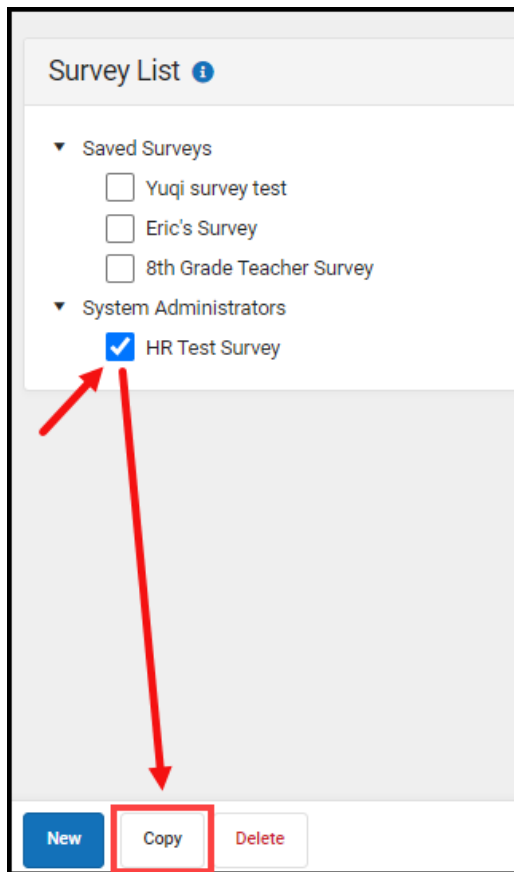 Survey List
Saved Surveys
Yuqi survey test
Eric's Survey
8th Grade Teacher Survey
System Administrators
HR Test Survey
New Copy Delete